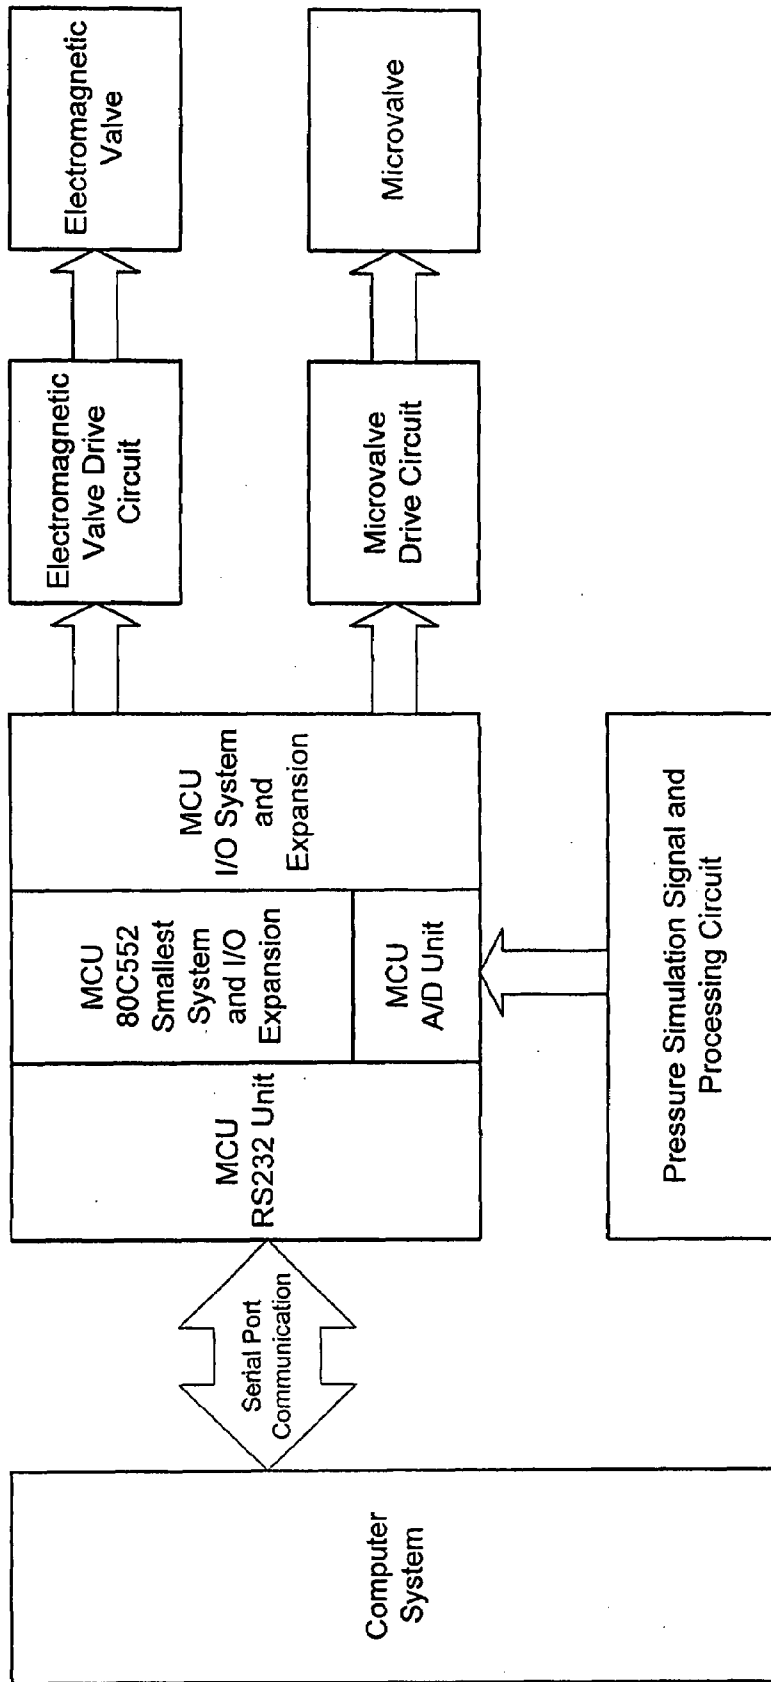 Computer
System
Serial Port
Communication
MCU
RS232 Unit
MCU
80C552
Smallest
System
and I/O
Expansion
MCU
A/D Unit
MCU
I/O System
and
Expansion
Pressure Simulation Signal and
Processing Circuit
Electromagnetic
Valve Drive
Circuit
Electromagnetic
Valve
Microvalve
Drive Circuit
Microvalve